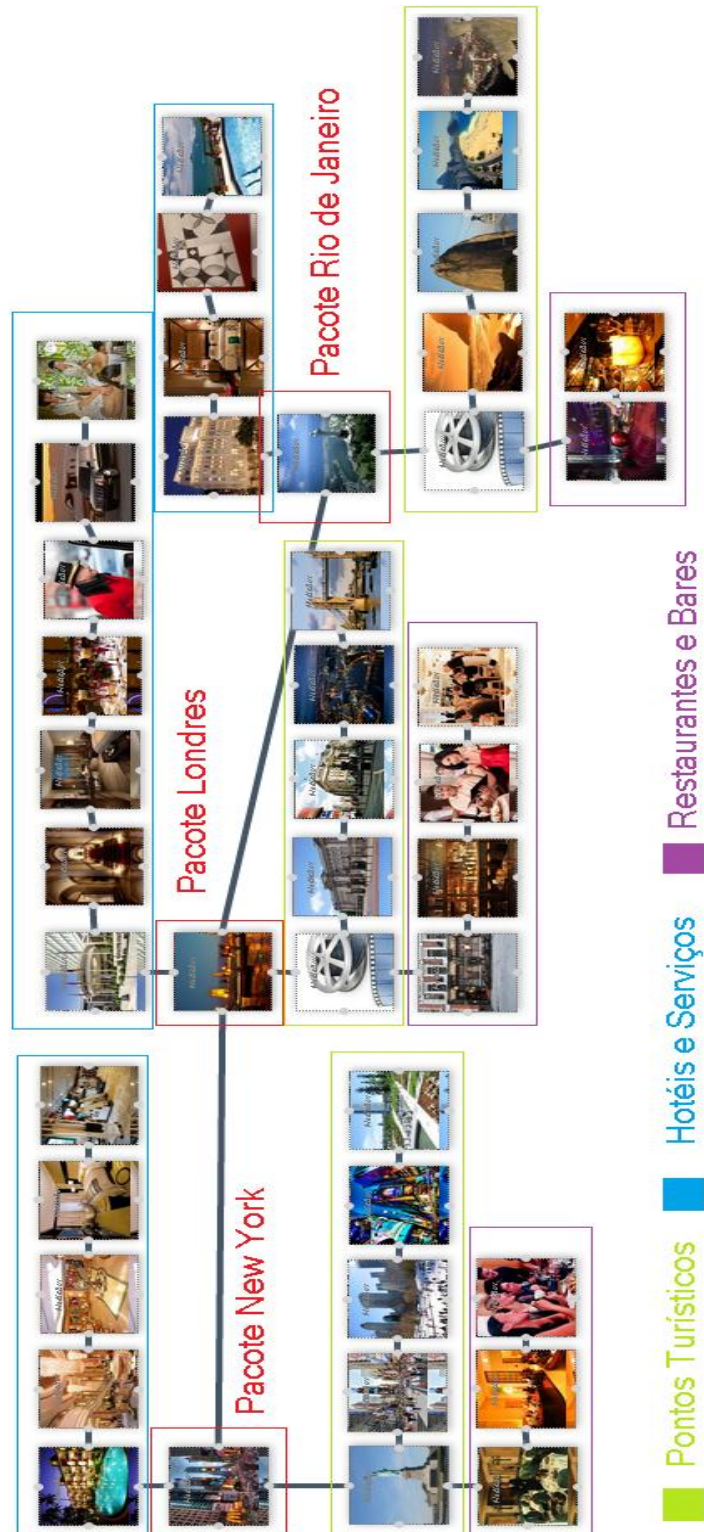 Pacote New York
Pacote Londres
Pacote Rio de Janeiro
Pontos Turísticos
Hotéis e Serviços
Restaurantes e Bares